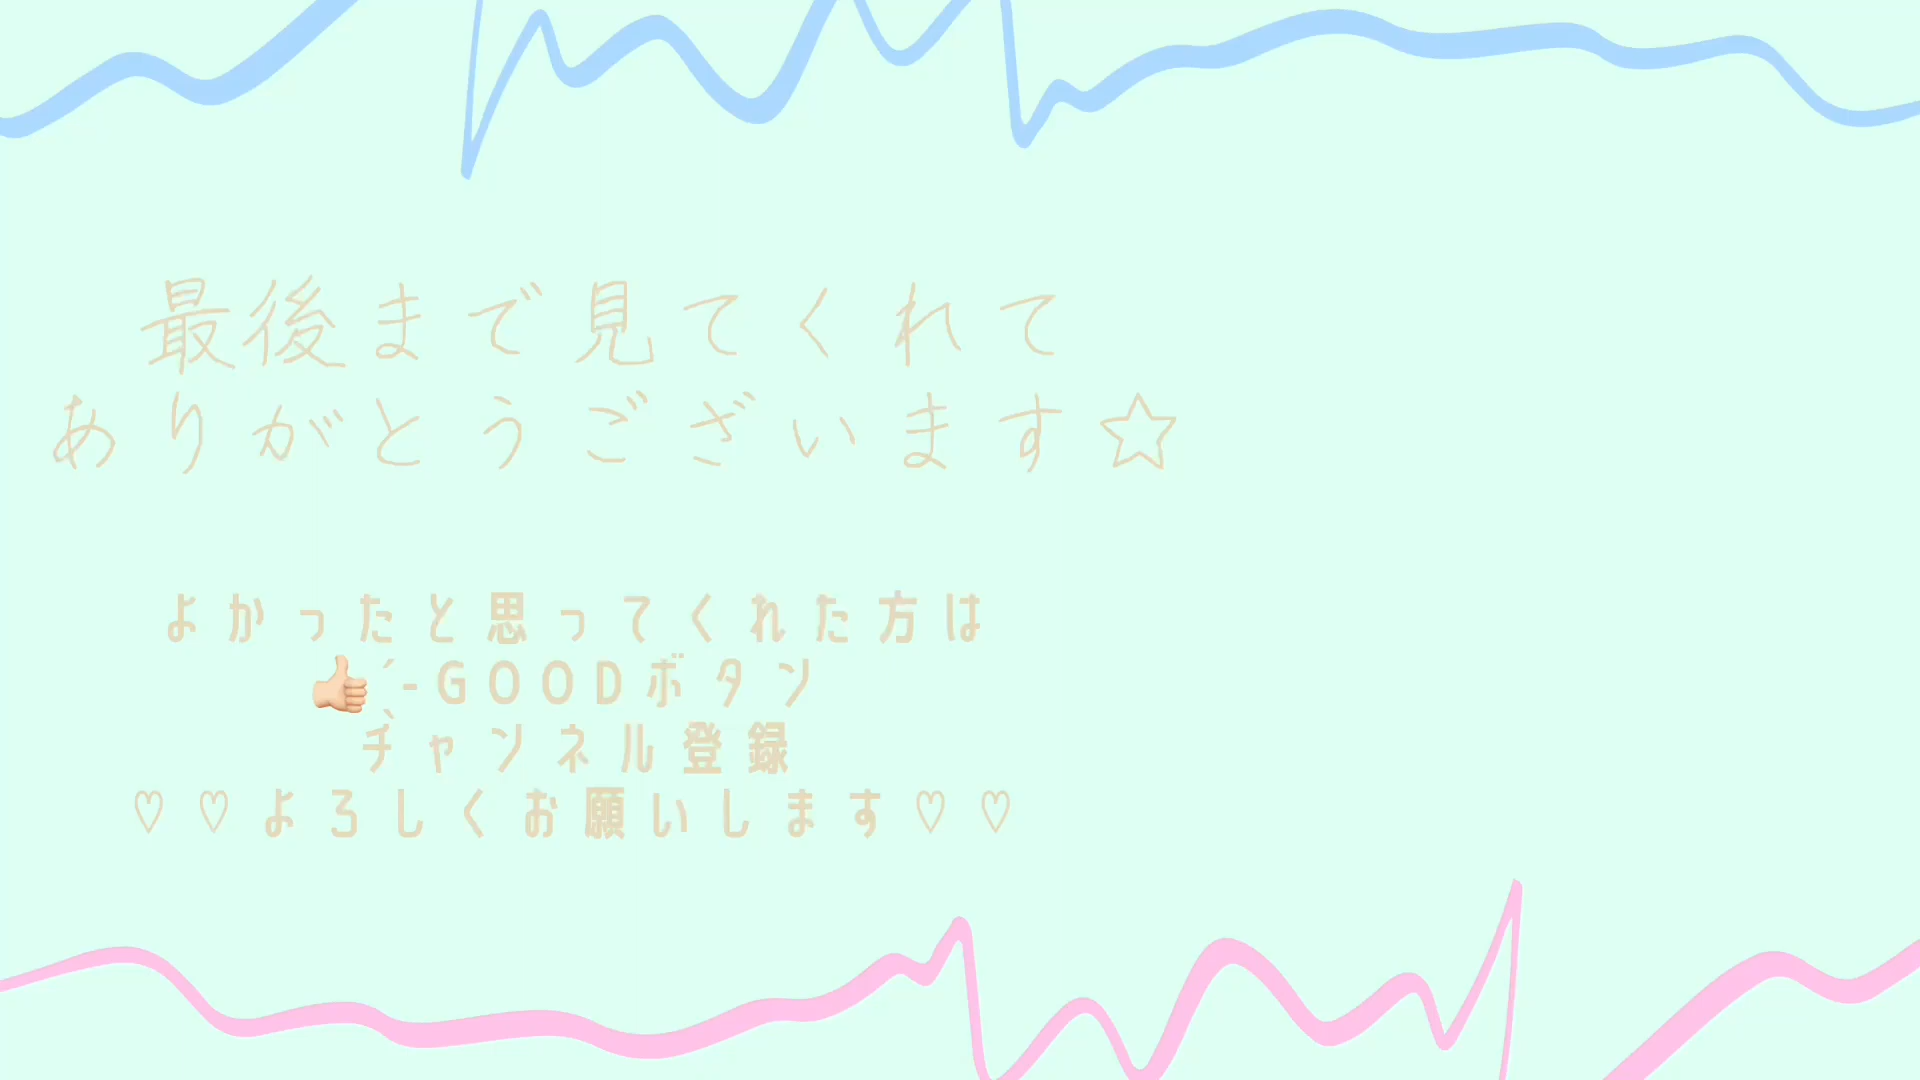 最後まで見てくれて
ありがとうございます☆
よかったと思ってくれた方は
👍🏻 ̖́-GOODボタン
チャンネル登録
♡♡よろしくお願いします♡♡